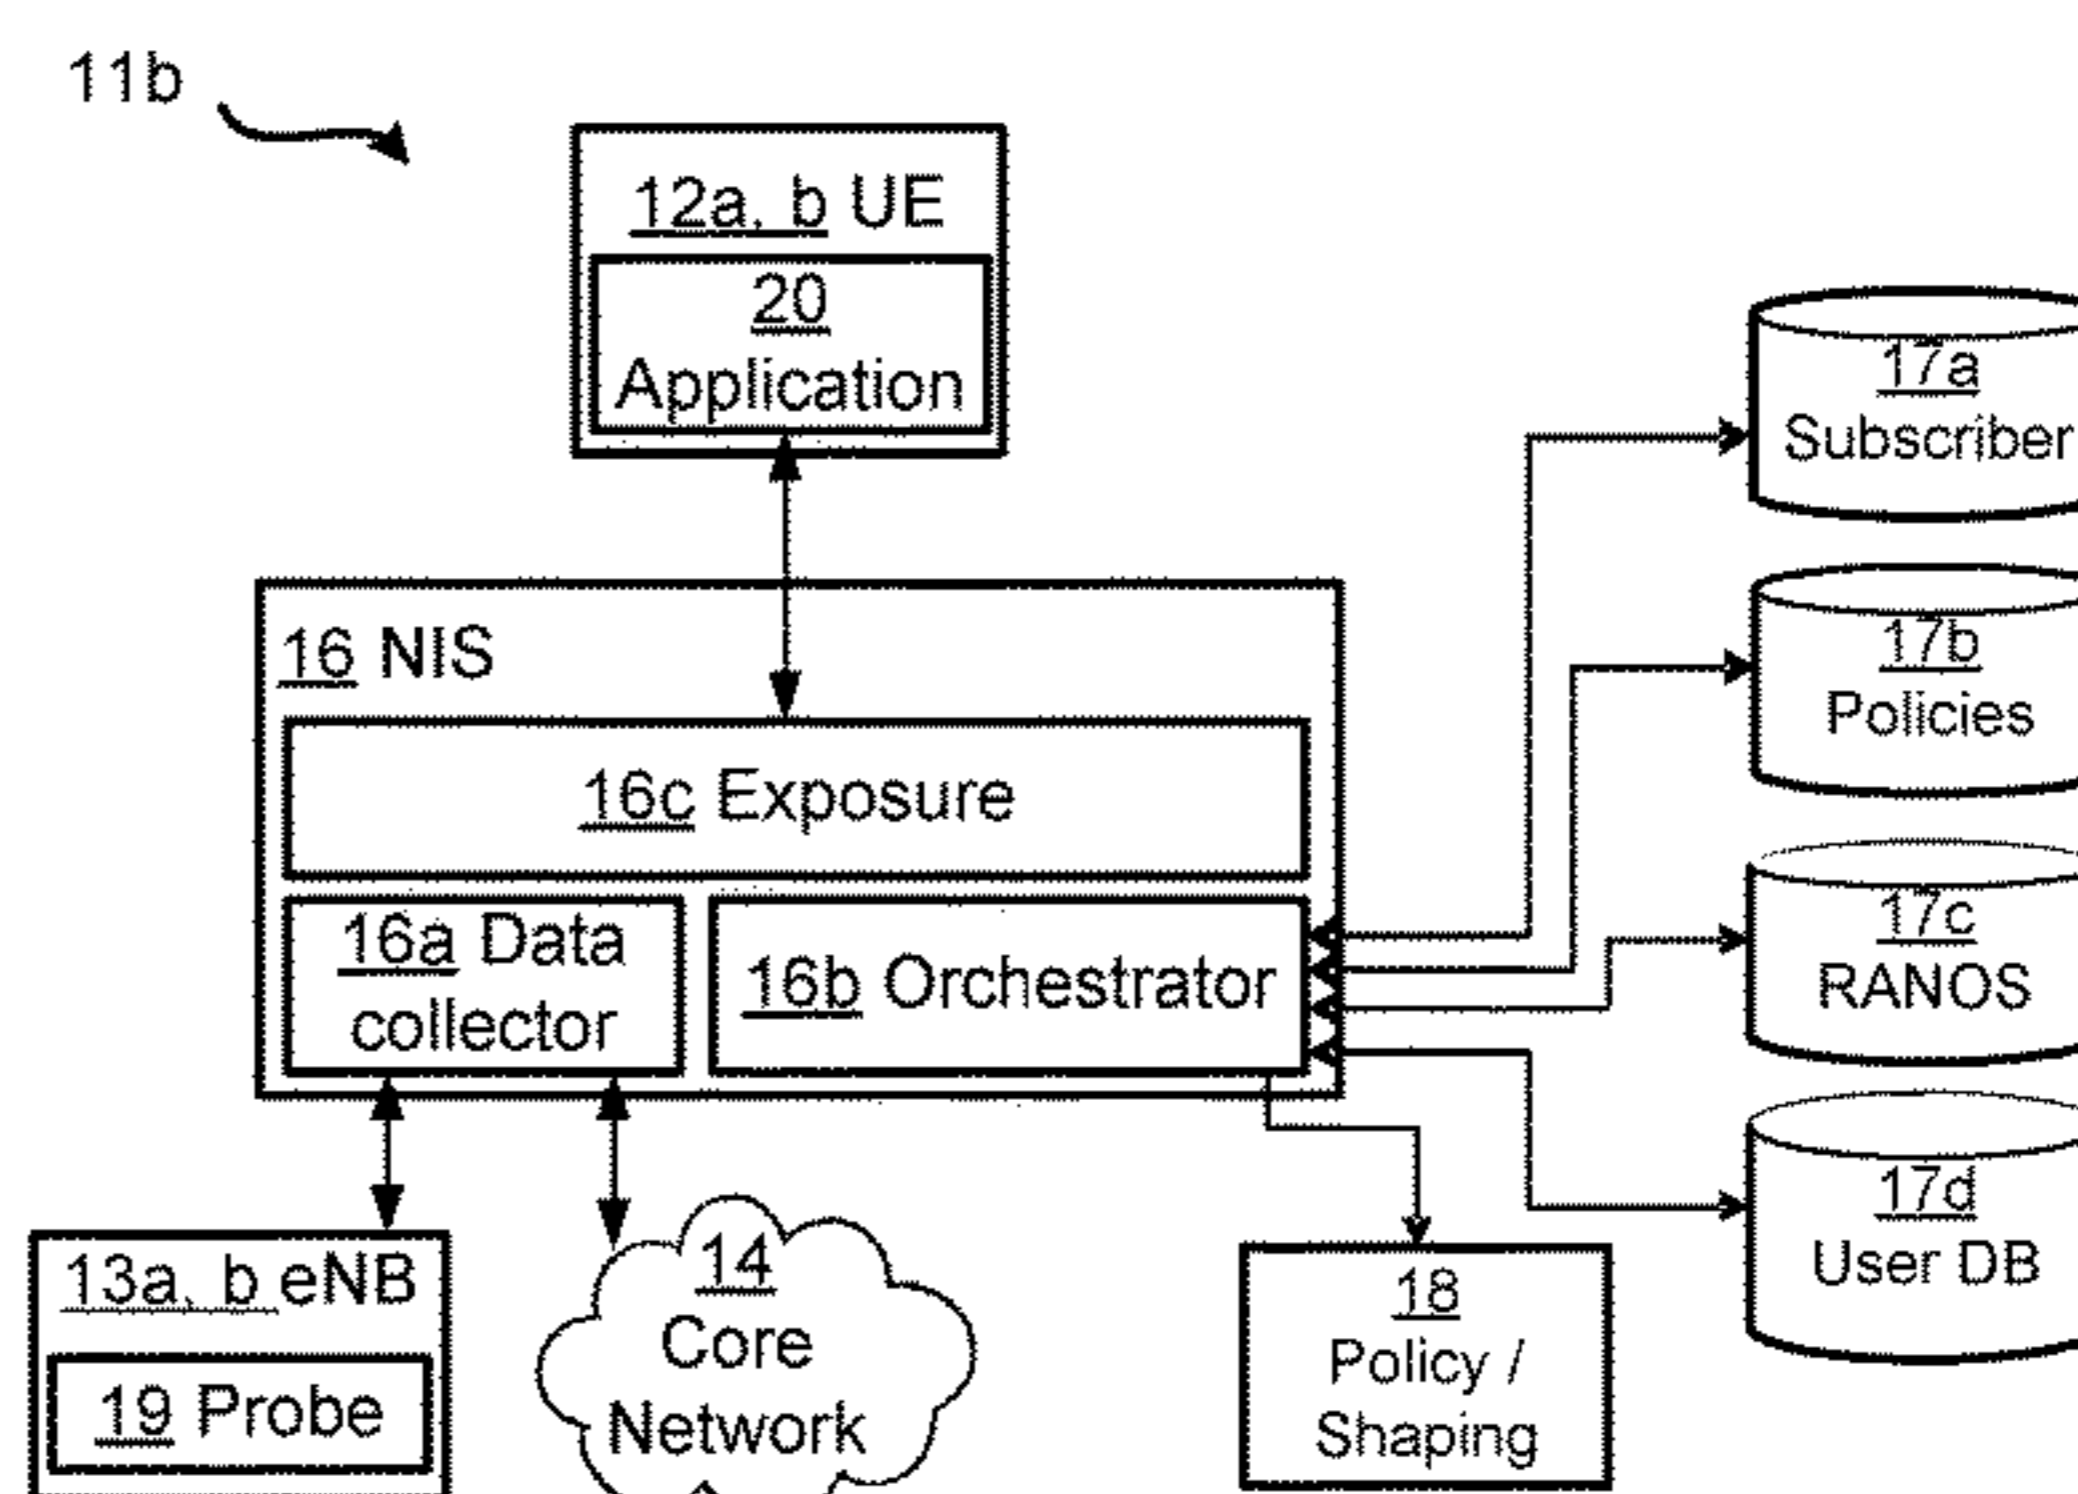 11b
12a, b UE
20
Application
17a
Subscriber
16 NIS
17b
Policies
16c Exposure
16a Data
collector
16b Orchestrator
17c
RANOS
17d
User DB
13a, b eNB
19 Probe
14
Core
Network
18
Policy /
Shaping